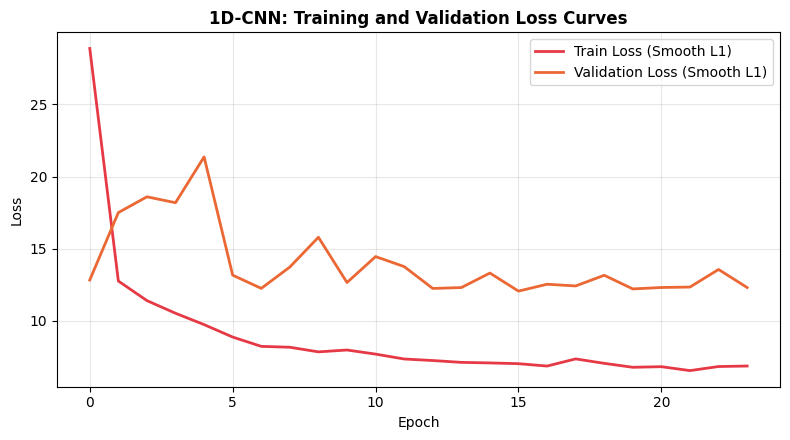 1D-CNN: Training and Validation Loss Curves
Train Loss (Smooth L1)
Validation Loss (Smooth L1)
Loss
25
20
15
10
0
5
10
15
20
Epoch